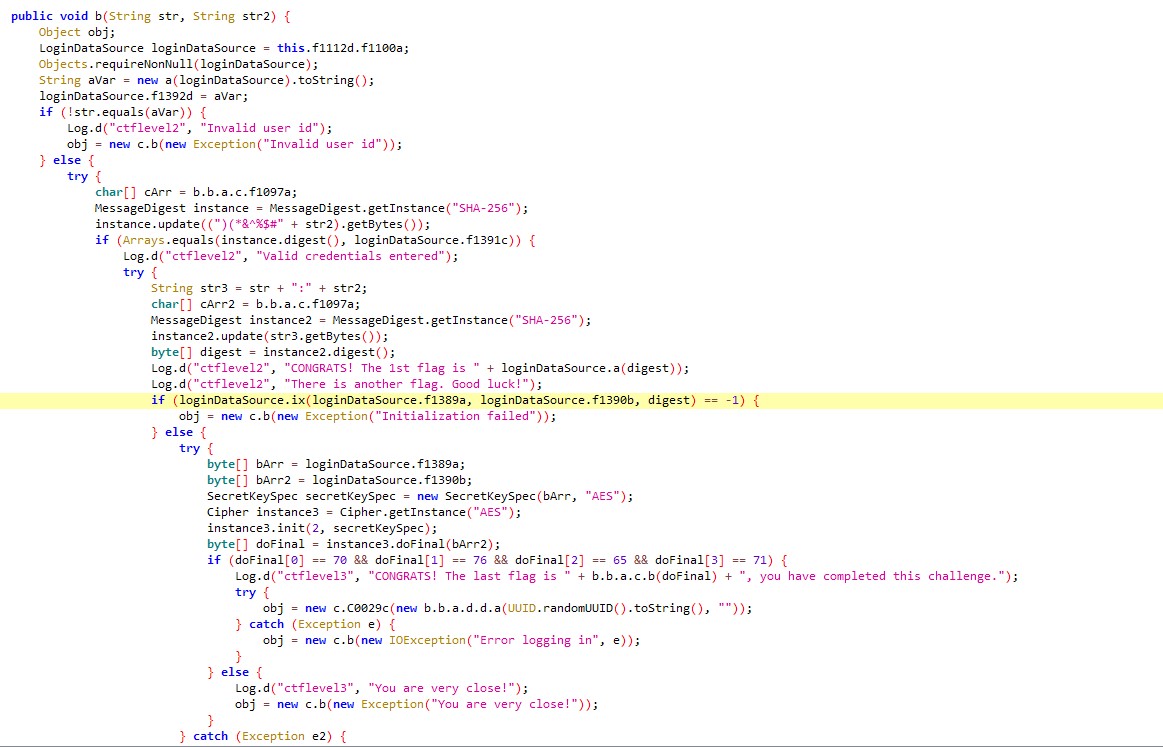 public void b(String str, String str2) {
    Object obj;
    LoginDataSource loginDataSource = this.f1112d.f1100a;
    Objects.requireNonNull(loginDataSource);
    String aVar = new a(loginDataSource).toString();
    loginDataSource.f1392d = aVar;
    if (!str.equals(aVar)) {
        Log.d("ctflevel2", "Invalid user id");
        obj = new c.b(new Exception("Invalid user id"));
    } else {
        try {
            char[] cArr = b.b.a.c.f1097a;
            MessageDigest instance = MessageDigest.getInstance("SHA-256");
            instance.update((")(*&^%$#" + str2).getBytes());
            if (Arrays.equals(instance.digest(), loginDataSource.f1391c)) {
                Log.d("ctflevel2", "Valid credentials entered");
                try {
                    String str3 = str + ":" + str2;
                    char[] cArr2 = b.b.a.c.f1097a;
                    MessageDigest instance2 = MessageDigest.getInstance("SHA-256");
                    instance2.update(str3.getBytes());
                    byte[] digest = instance2.digest();
                    Log.d("ctflevel2", "CONGRATS! The 1st flag is " + loginDataSource.a(digest));
                    Log.d("ctflevel2", "There is another flag. Good luck!");
                    if (loginDataSource.ix(loginDataSource.f1389a, loginDataSource.f1390b, digest) == -1) {
                        obj = new c.b(new Exception("Initialization failed"));
                    } else {
                        try {
                            byte[] bArr = loginDataSource.f1389a;
                            byte[] bArr2 = loginDataSource.f1390b;
                            SecretKeySpec secretKeySpec = new SecretKeySpec(bArr, "AES");
                            Cipher instance3 = Cipher.getInstance("AES");
                            instance3.init(2, secretKeySpec);
                            byte[] doFinal = instance3.doFinal(bArr2);
                            if (doFinal[0] == 70 && doFinal[1] == 76 && doFinal[2] == 65 && doFinal[3] == 71) {
                                Log.d("ctflevel3", "CONGRATS! The last flag is " + b.b.a.c.b(doFinal) + ", you have completed this challenge.");
                                try {
                                    obj = new c.C0029c(new b.b.a.d.d.a(UUID.randomUUID().toString(), ""));
                                } catch (Exception e) {
                                    obj = new c.b(new IOException("Error logging in", e));
                                }
                            } else {
                                Log.d("ctflevel3", "You are very close!");
                                obj = new c.b(new Exception("You are very close!"));
                            }
                        } catch (Exception e2) {